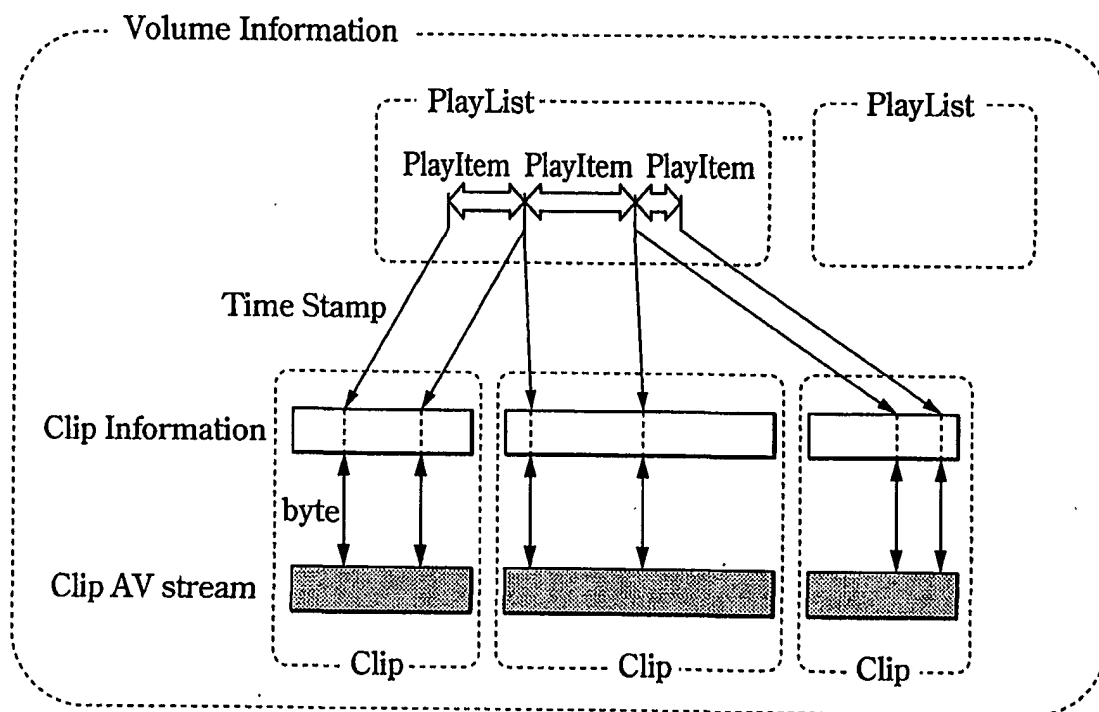 Volume Information
PlayList
PlayList
...
PlayItem PlayItem PlayItem
Time Stamp
Clip Information
byte
Clip AV stream
Clip
Clip
Clip